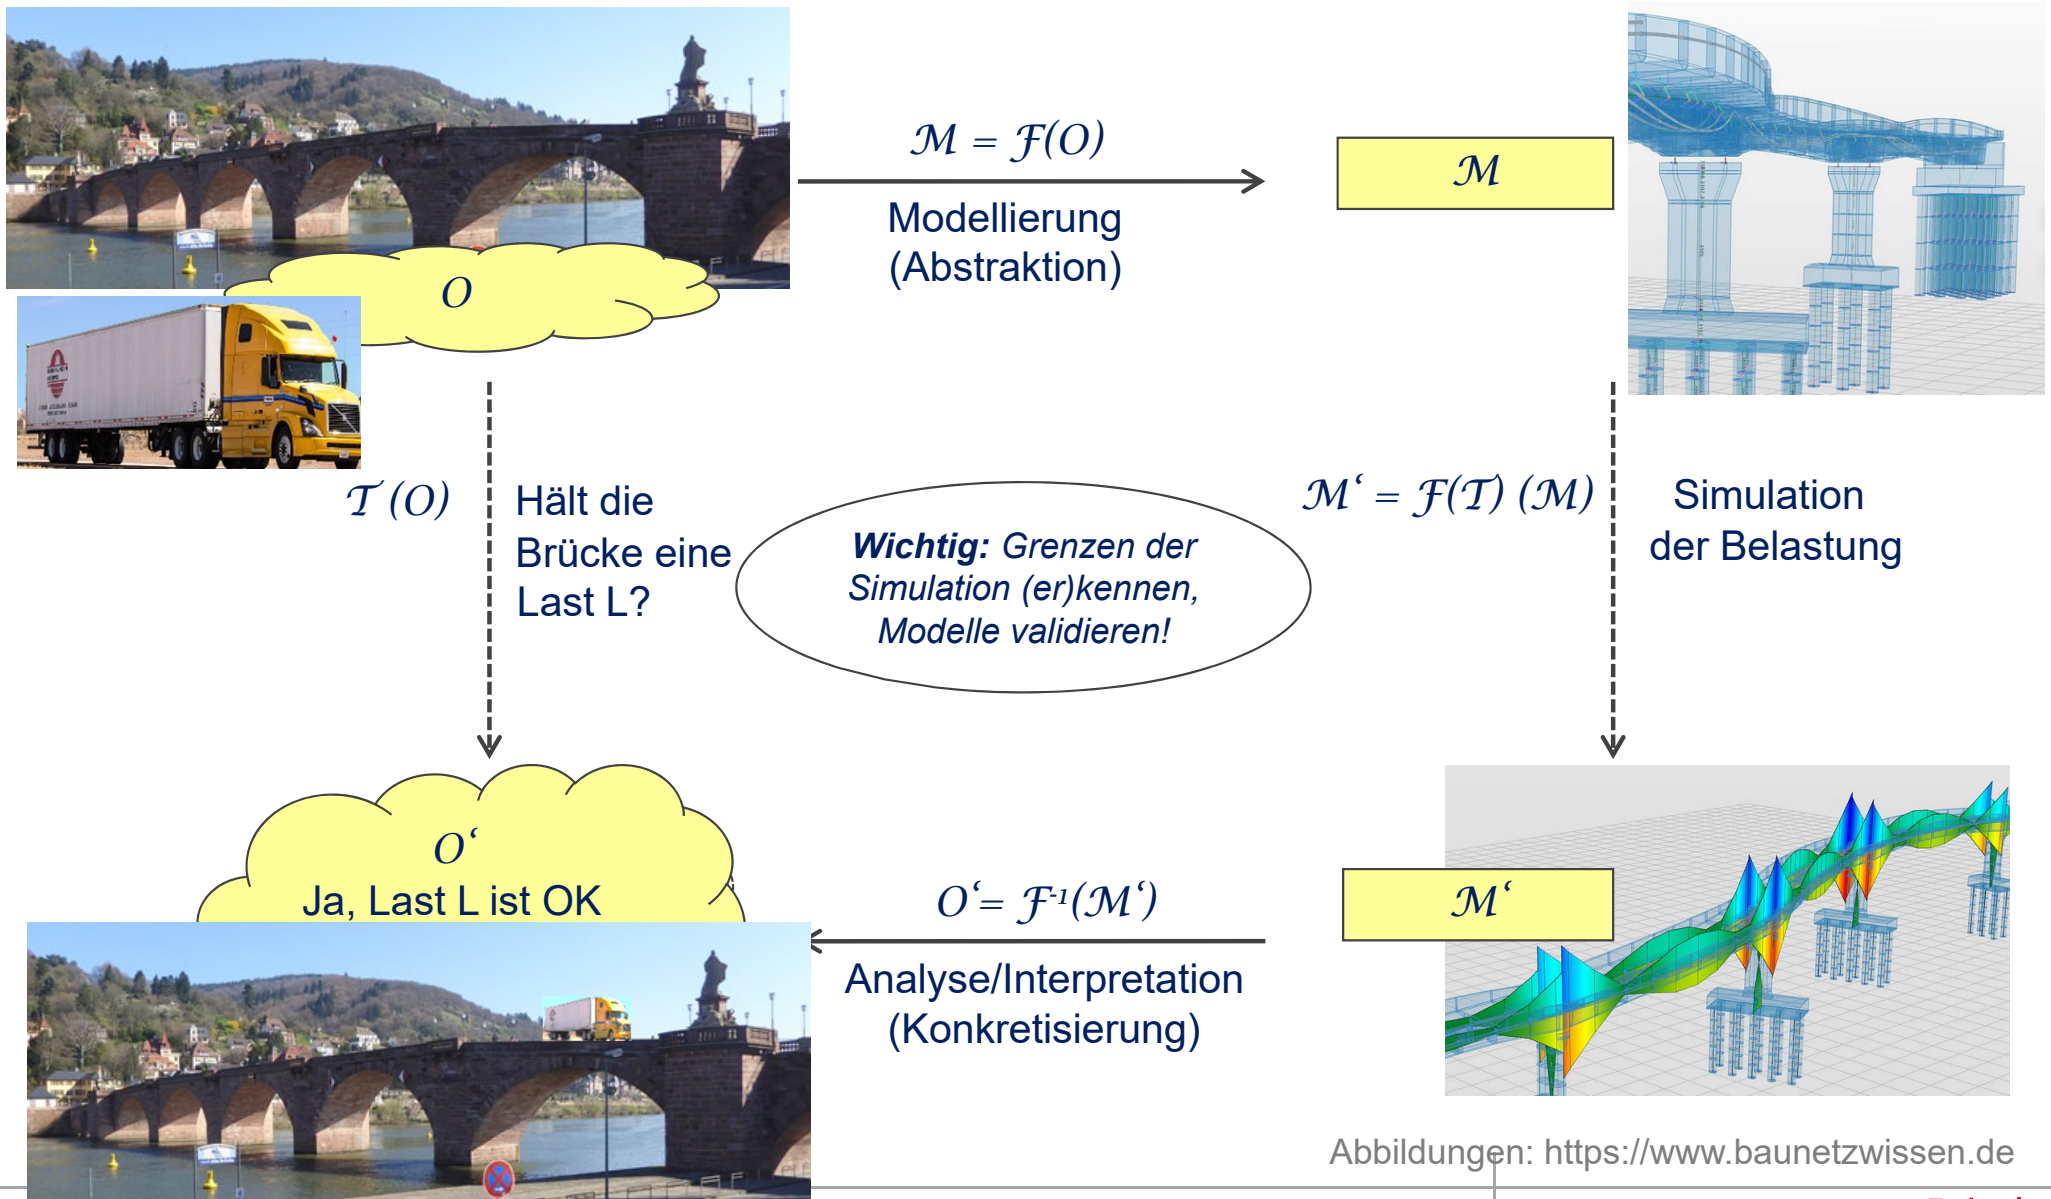 ℳ = ℱ(O)
Modellierung
(Abstraktion)
ℳ
O
𝒯 (O)
Hält die
Brücke eine
Last L?
Wichtig: Grenzen der
Simulation (er)kennen,
Modelle validieren!
ℳ‘ = ℱ(𝒯) (ℳ)
Simulation
der Belastung
O‘
Ja, Last L ist OK
O‘= ℱ⁻¹(ℳ‘)
Analyse/Interpretation
(Konkretisierung)
ℳ‘
Abbildungen: https://www.baunetzwissen.de